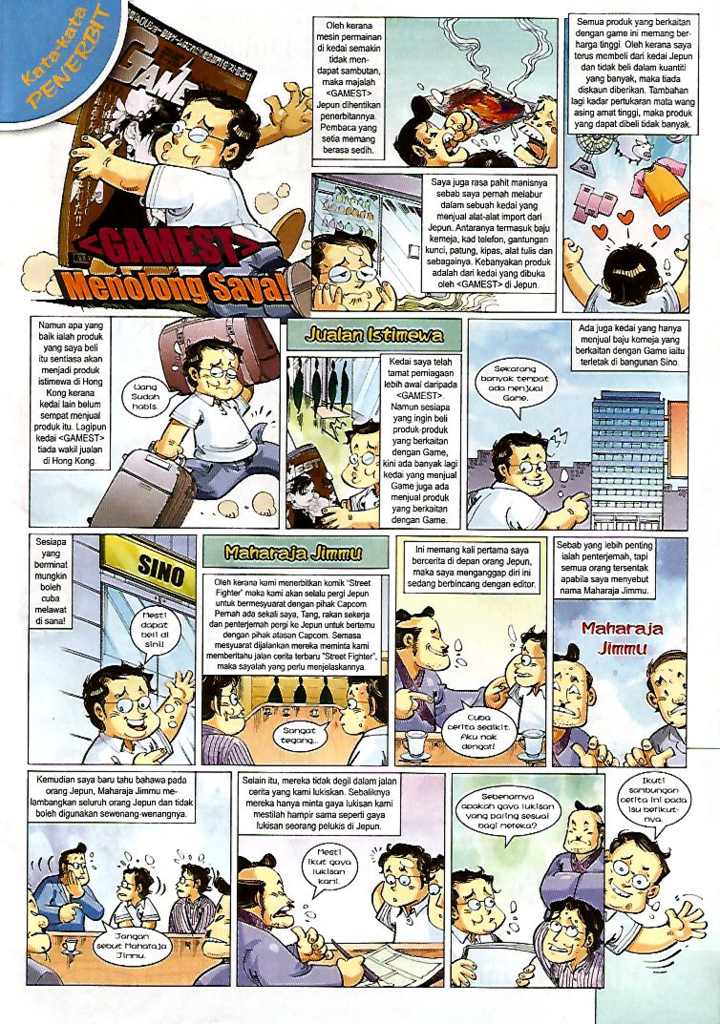 Kata-kata
PENERBIT
GAME
<GAMEST>
Menolong Saya!
Oleh kerana
mesin permainan
di kedai semakin
tidak men-
dapat sambutan,
maka majalah
<GAMEST>
Jepun dihentikan
penerbitannya.
Pembaca yang
setia memang
berasa sedih.
Saya juga rasa pahit manisnya
sebab saya pernah melabur
dalam sebuah kedai yang
menjual alat-alat import dari
Jepun. Antaranya termasuk baju
kemeja, kad telefon, gantungan
kunci, patung, kipas, alat tulis dan
sebagainya. Kebanyakan produk
adalah dari kedai yang dibuka
oleh <GAMEST> di Jepun.
Semua produk yang berkaitan
dengan game ini memang ber-
harga tinggi. Oleh kerana saya
terus membeli dari kedai Jepun
dan tidak beli dalam kuantiti
yang banyak, maka tiada
diskaun diberikan. Tambahan
lagi kadar pertukaran mata wang
asing amat tinggi, maka produk
yang dapat dibeli tidak banyak.
Namun apa yang
baik ialah produk
yang saya beli
itu sentiasa akan
menjadi produk
istimewa di Hong
Kong kerana
kedai lain belum
sempat menjual
produk itu. Lagipun
kedai <GAMEST>
tiada wakil jualan
di Hong Kong.
Wang
sudah
habis.
Jualan Istimewa
Kedai saya telah
tamat perniagaan
lebih awal daripada
<GAMEST>.
Namun sesiapa
yang ingin beli
produk-produk
yang berkaitan
dengan Game,
kini ada banyak lagi
kedai yang menjual
Game juga ada
menjual produk
yang berkaitan
dengan Game.
Ada juga kedai yang hanya
menjual baju komeja yang
berkaitan dengan Game iaitu
terletak di bangunan Sino.
Sekarang
banyak tempat
ada menjual
Game.
Sesiapa
yang
berminat
mungkin
boleh
cuba
melawat
di sana!
SINO
Mesti
dapat
beli di
sini!
Maharaja Jimmu
Oleh kerana kami menerbitkan komik "Street
Fighter" maka kami akan selalu pergi Jepun
untuk bermesyuarat dengan pihak Capcom.
Pernah ada sekali saya, Tang, rakan sekerja
dan penterjemah pergi ke Jepun untuk bertemu
dengan pihak atasan Capcom. Semasa
mesyuarat dijalankan mereka meminta kami
memberitahu jalan cerita terbaru "Street Fighter",
maka sayalah yang perlu menjelaskannya.
Sangat
tegang...
Ini memang kali pertama saya
bercerita di depan orang Jepun,
maka saya menganggap diri ini
sedang berbincang dengan editor.
Cuba
cerita sedikit.
Aku nak
dengar!
Sebab yang lebih penting
ialah penterjemah, tapi
semua orang tersentak
apabila saya menyebut
nama Maharaja Jimmu.
Maharaja
Jimmu
Kemudian saya baru tahu bahawa pada
orang Jepun, Maharaja Jimmu me-
lambangkan seluruh orang Jepun dan tidak
boleh digunakan sewenang-wenangnya.
Jangan
sebut Maharaja
Jimmu.
Selain itu, mereka tidak degil dalam jalan
cerita yang kami lukiskan. Sebaliknya
mereka hanya minta gaya lukisan kami
mestilah hampir sama seperti gaya
lukisan seorang pelukis di Jepun.
Mesti
ikut gaya
lukisan
kami.
Sebenarnya
apakah gaya lukisan
yang paling sesuai
bagi mereka?
Ikuti
sambungan
cerita ini pada
isu berikut-
nya.